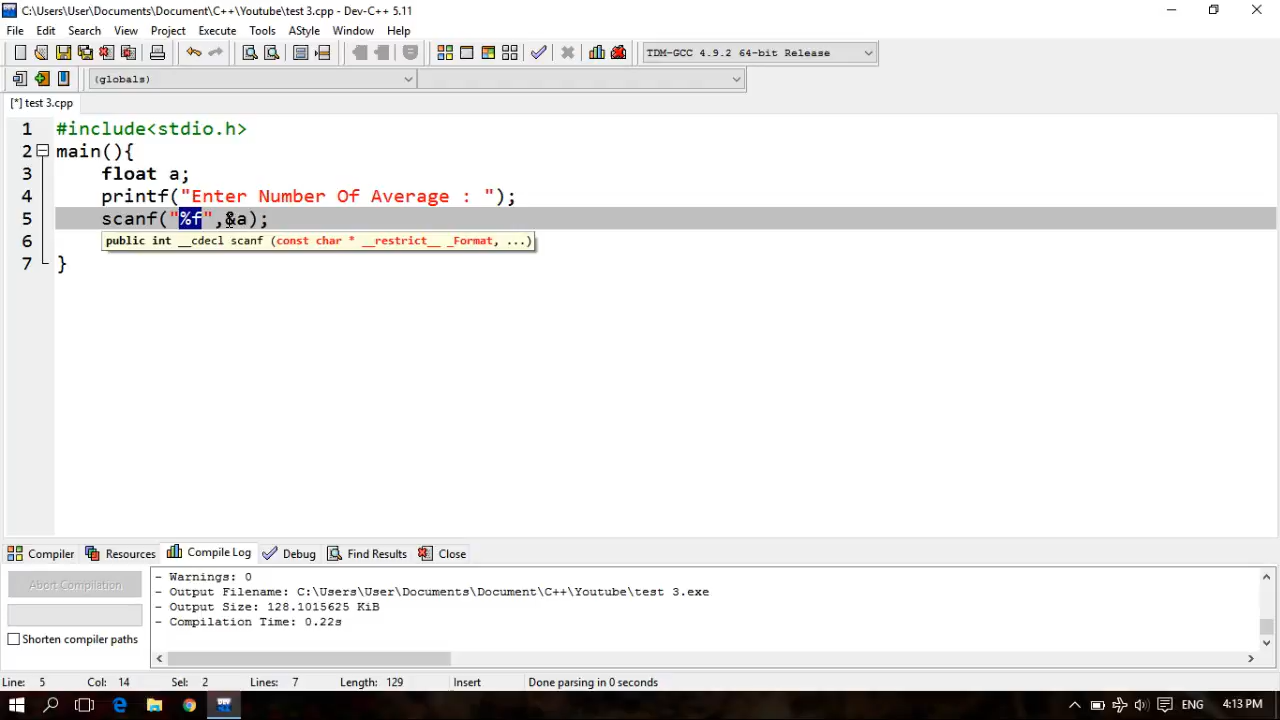 C:\Users\User\Documents\Document\C++\Youtube\test 3.cpp - Dev-C++ 5.11
File Edit Search View Project Execute Tools AStyle Window Help
TDM-GCC 4.9.2 64-bit Release
(globals)
[*] test 3.cpp
1 #include<stdio.h>
2 main(){
3 float a;
4 printf("Enter Number Of Average : ");
5 scanf("%f",&a);
public int __cdecl scanf (const char * __restrict__ _Format, ...)
6
7 }
Compiler Resources Compile Log Debug Find Results Close
Abort Compilation
Shorten compiler paths
- Warnings: 0
- Output Filename: C:\Users\User\Documents\Document\C++\Youtube\test 3.exe
- Output Size: 128.1015625 KiB
- Compilation Time: 0.22s
Line: 5 Col: 14 Sel: 2 Lines: 7 Length: 129 Insert Done parsing in 0 seconds
DEV ENG 4:13 PM